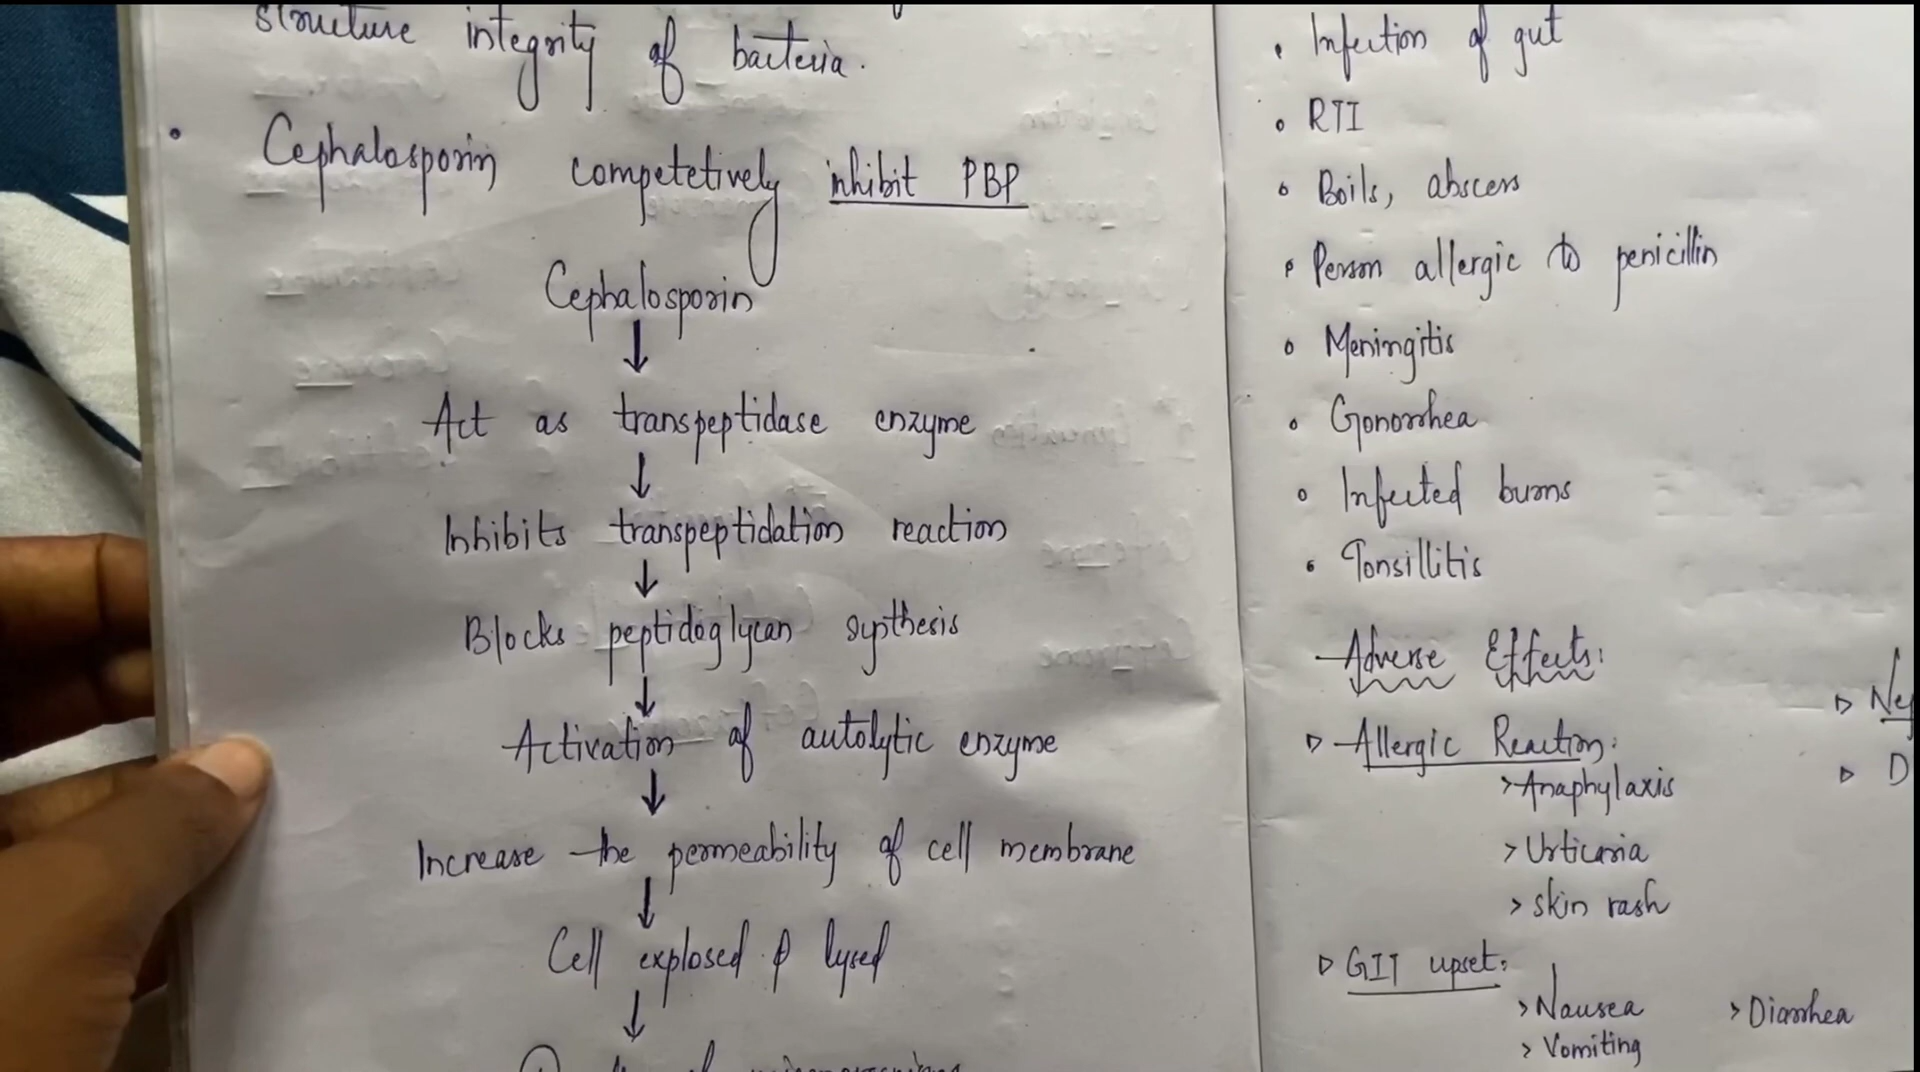 structure integrity of bacteria.
• Cephalosporin competetively inhibit PBP
Cephalosporin
↓
Act as transpeptidase enzyme
↓
Inhibits transpeptidation reaction
↓
Blocks peptidoglycan synthesis
↓
Activation of autolytic enzyme
↓
Increase the permeability of cell membrane
↓
Cell explosed & lysed
↓
• Infection of gut
• RTI
• Boils, abscess
• Person allergic to penicillin
• Meningitis
• Gonorrhea
• Infected burns
• Tonsillitis
Adverse Effects:
▷ Allergic Reaction:
> Anaphylaxis
> Urticaria
> skin rash
▷ GIT upset:
> Nausea > Diarrhea
> Vomiting